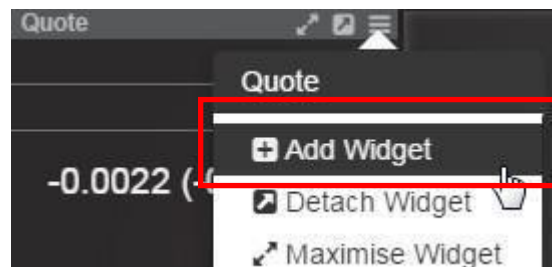 Quote
Quote
Add Widget
-0.0022 (-
Detach Widget
Maximise Widget